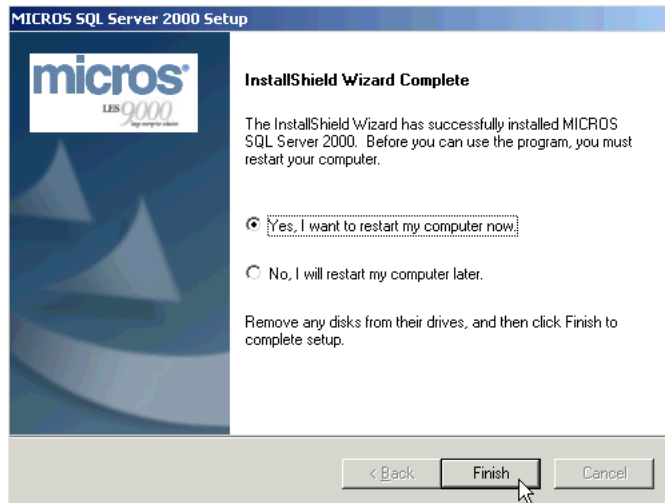 MICROS SQL Server 2000 Setup
micros®
LES 9000
InstallShield Wizard Complete
The InstallShield Wizard has successfully installed MICROS
SQL Server 2000. Before you can use the program, you must
restart your computer.
Yes, I want to restart my computer now.
No, I will restart my computer later.
Remove any disks from their drives, and then click Finish to
complete setup.
< Back
Finish
Cancel